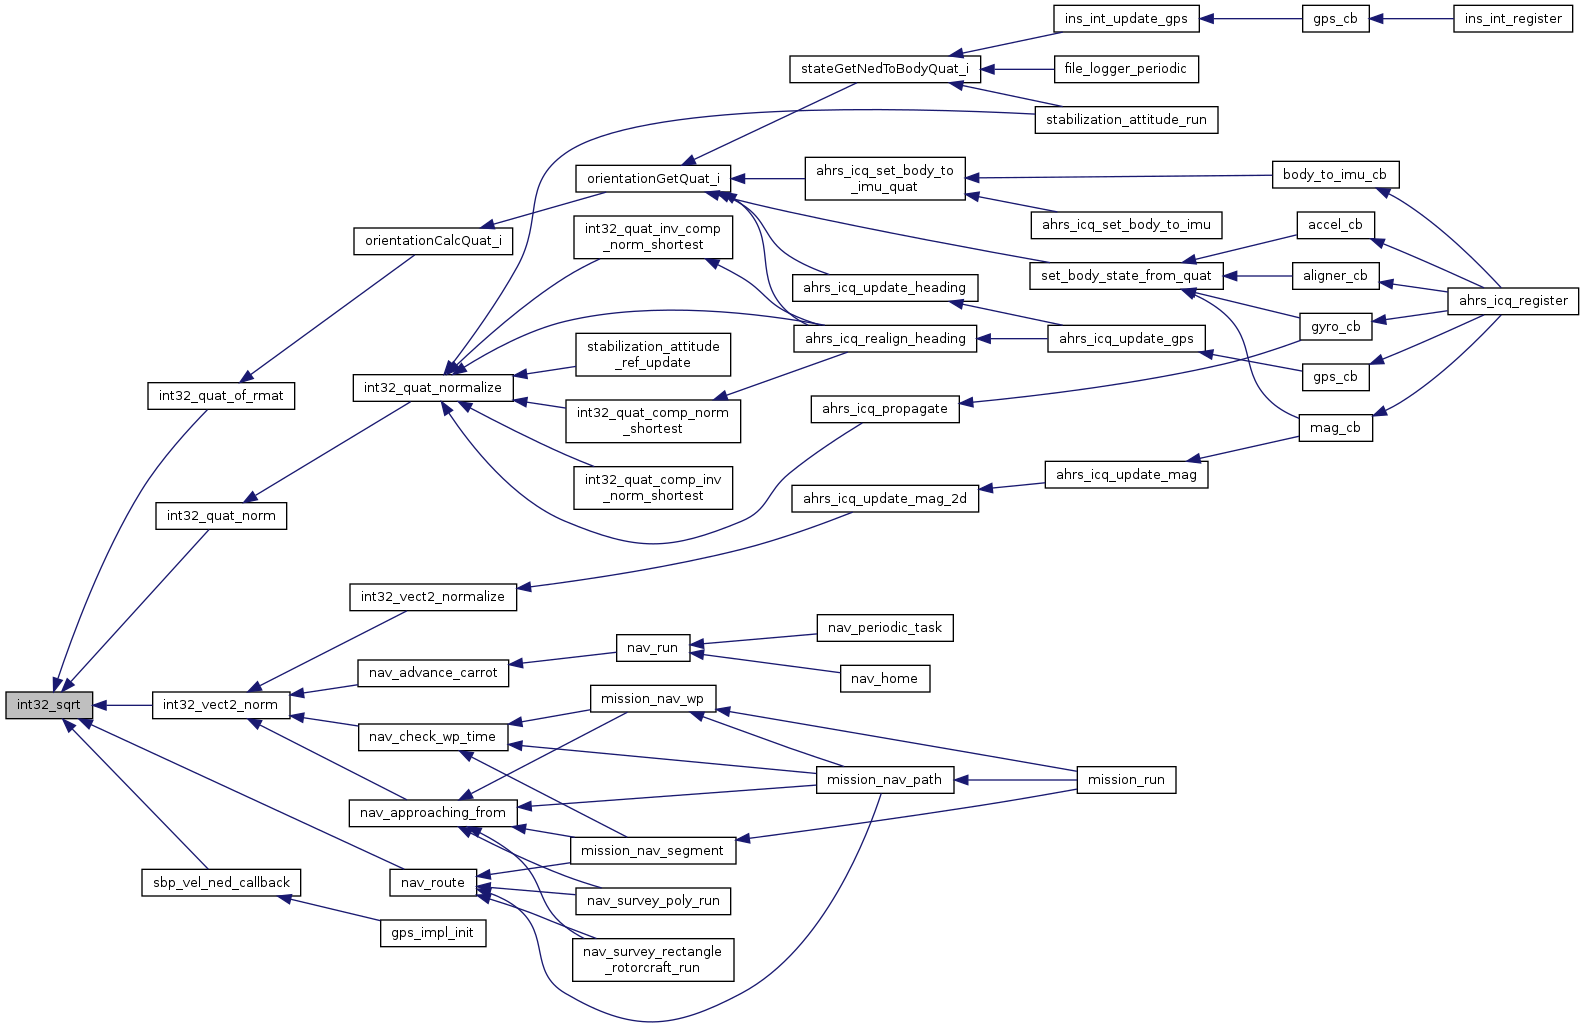 ins_int_update_gps
gps_cb
ins_int_register
stateGetNedToBodyQuat_i
file_logger_periodic
stabilization_attitude_run
orientationGetQuat_i
ahrs_icq_set_body_to
_imu_quat
body_to_imu_cb
ahrs_icq_set_body_to_imu
accel_cb
int32_quat_inv_comp
_norm_shortest
orientationCalcQuat_i
set_body_state_from_quat
aligner_cb
ahrs_icq_update_heading
ahrs_icq_register
gyro_cb
ahrs_icq_realign_heading
ahrs_icq_update_gps
stabilization_attitude
_ref_update
gps_cb
int32_quat_normalize
int32_quat_of_rmat
int32_quat_comp_norm
_shortest
ahrs_icq_propagate
mag_cb
int32_quat_comp_inv
_norm_shortest
ahrs_icq_update_mag
ahrs_icq_update_mag_2d
int32_quat_norm
int32_vect2_normalize
nav_periodic_task
nav_run
nav_advance_carrot
nav_home
int32_sqrt
int32_vect2_norm
mission_nav_wp
nav_check_wp_time
mission_nav_path
mission_run
nav_approaching_from
mission_nav_segment
sbp_vel_ned_callback
nav_route
nav_survey_poly_run
gps_impl_init
nav_survey_rectangle
_rotorcraft_run